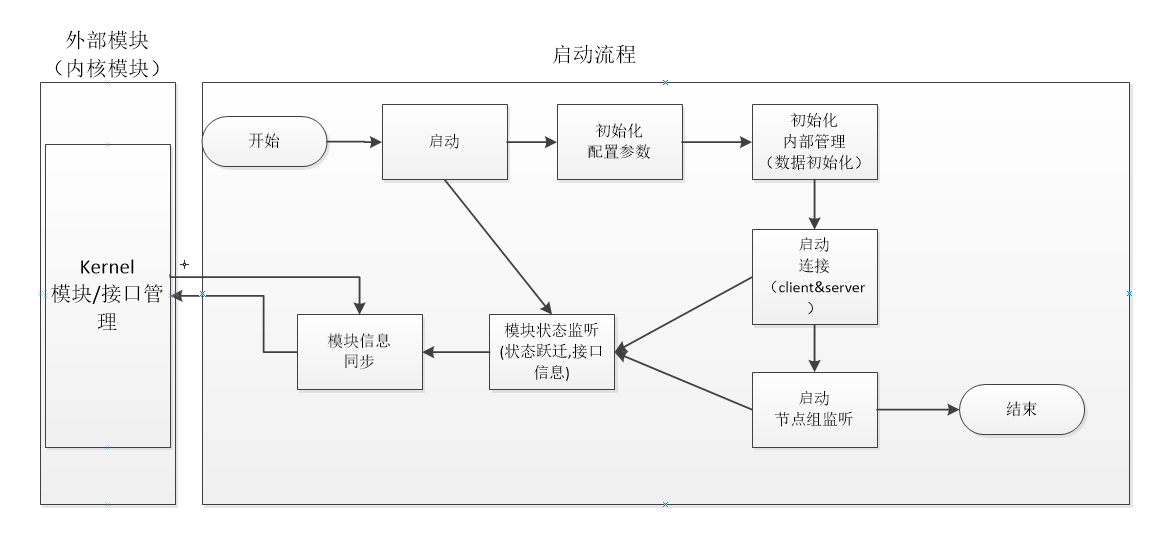 外部模块
（内核模块）
启动流程
开始
启动
初始化
配置参数
初始化
内部管理
（数据初始化）
Kernel
模块/接口管
理
启动
连接
（client&server
）
模块信息
同步
模块状态监听
(状态跃迁,接口
信息)
启动
节点组监听
结束